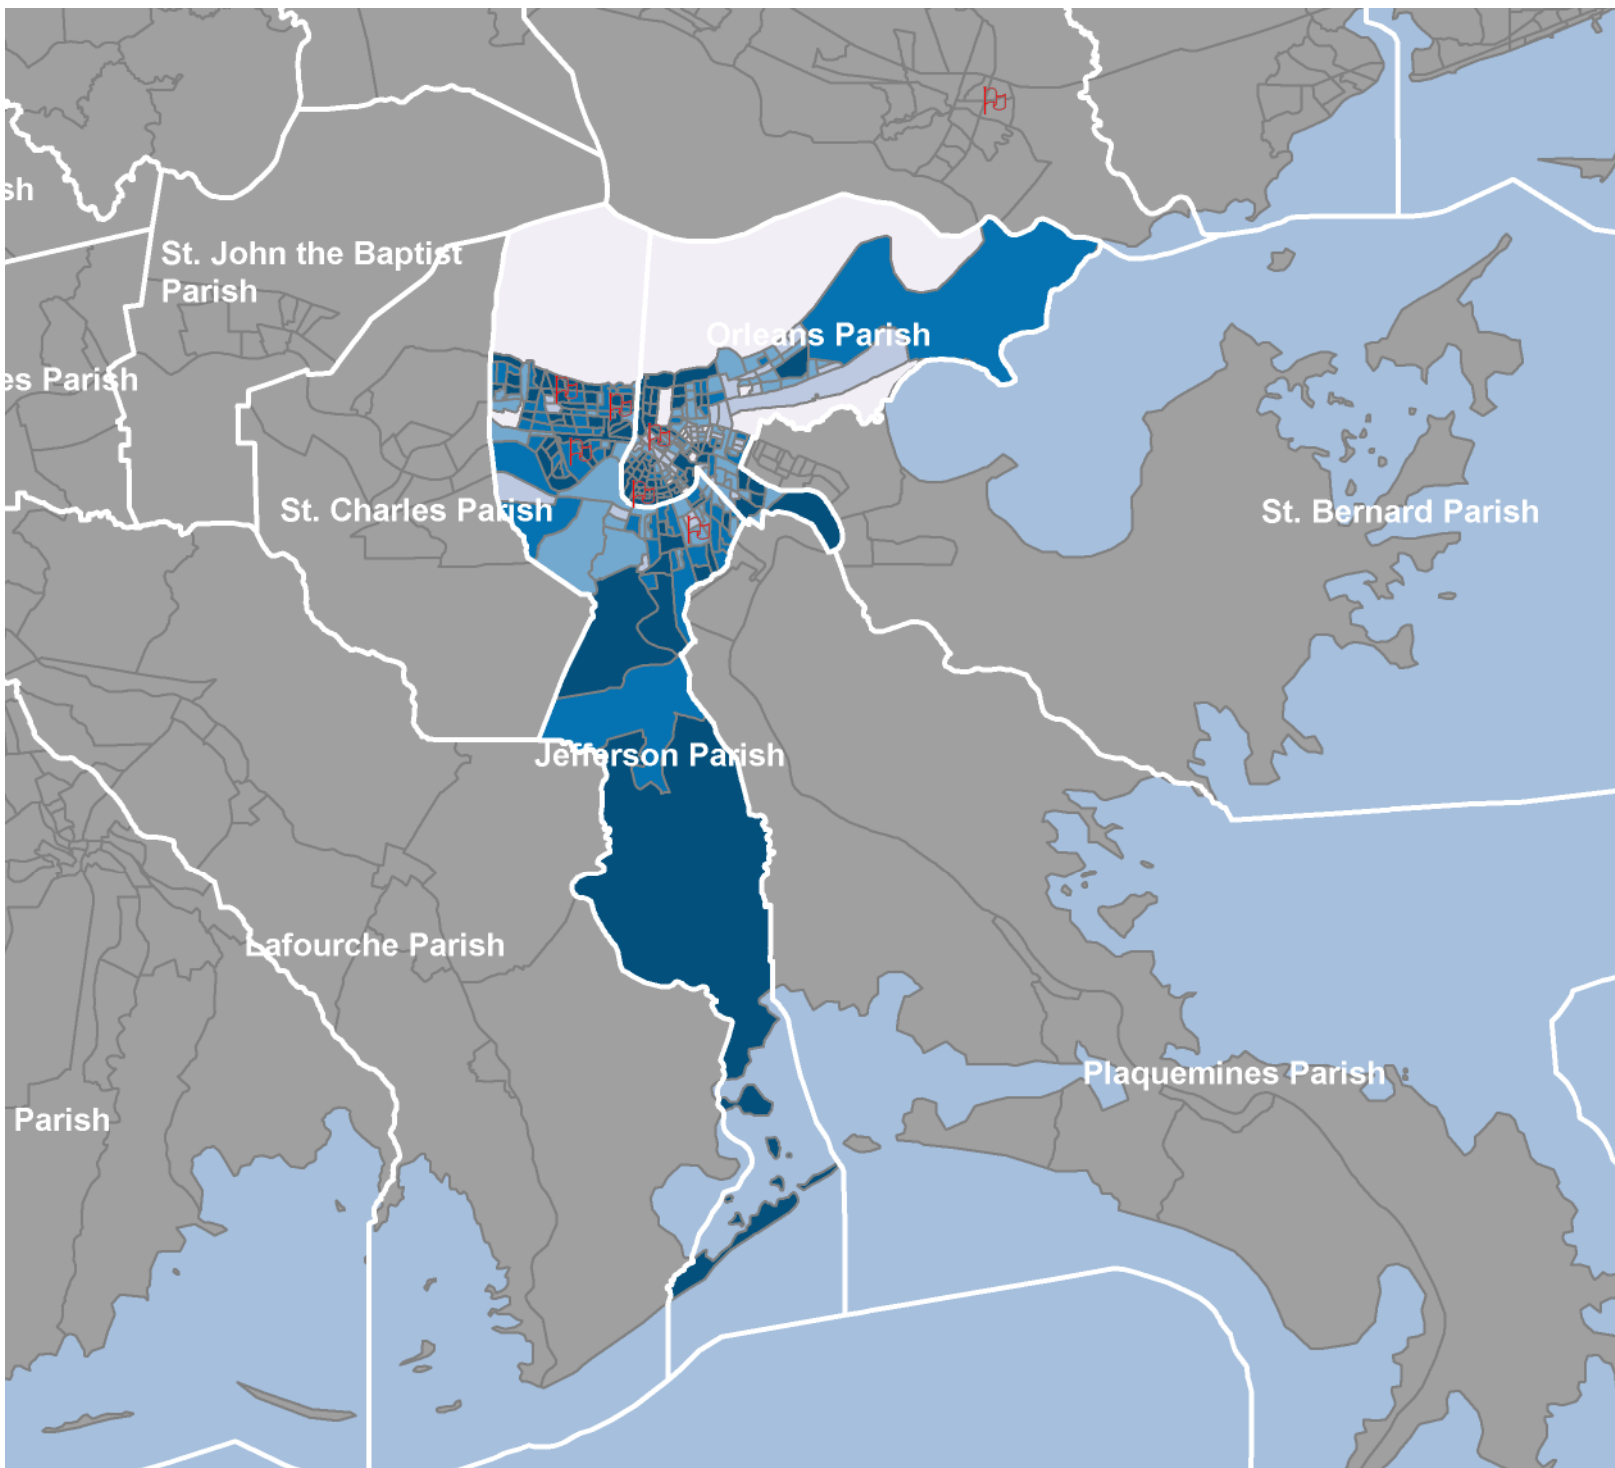 sh
St. John the Baptist
Parish
Orleans Parish
es Parish
St. Charles Parish
St. Bernard Parish
Jefferson Parish
Lafourche Parish
Plaquemines Parish
Parish